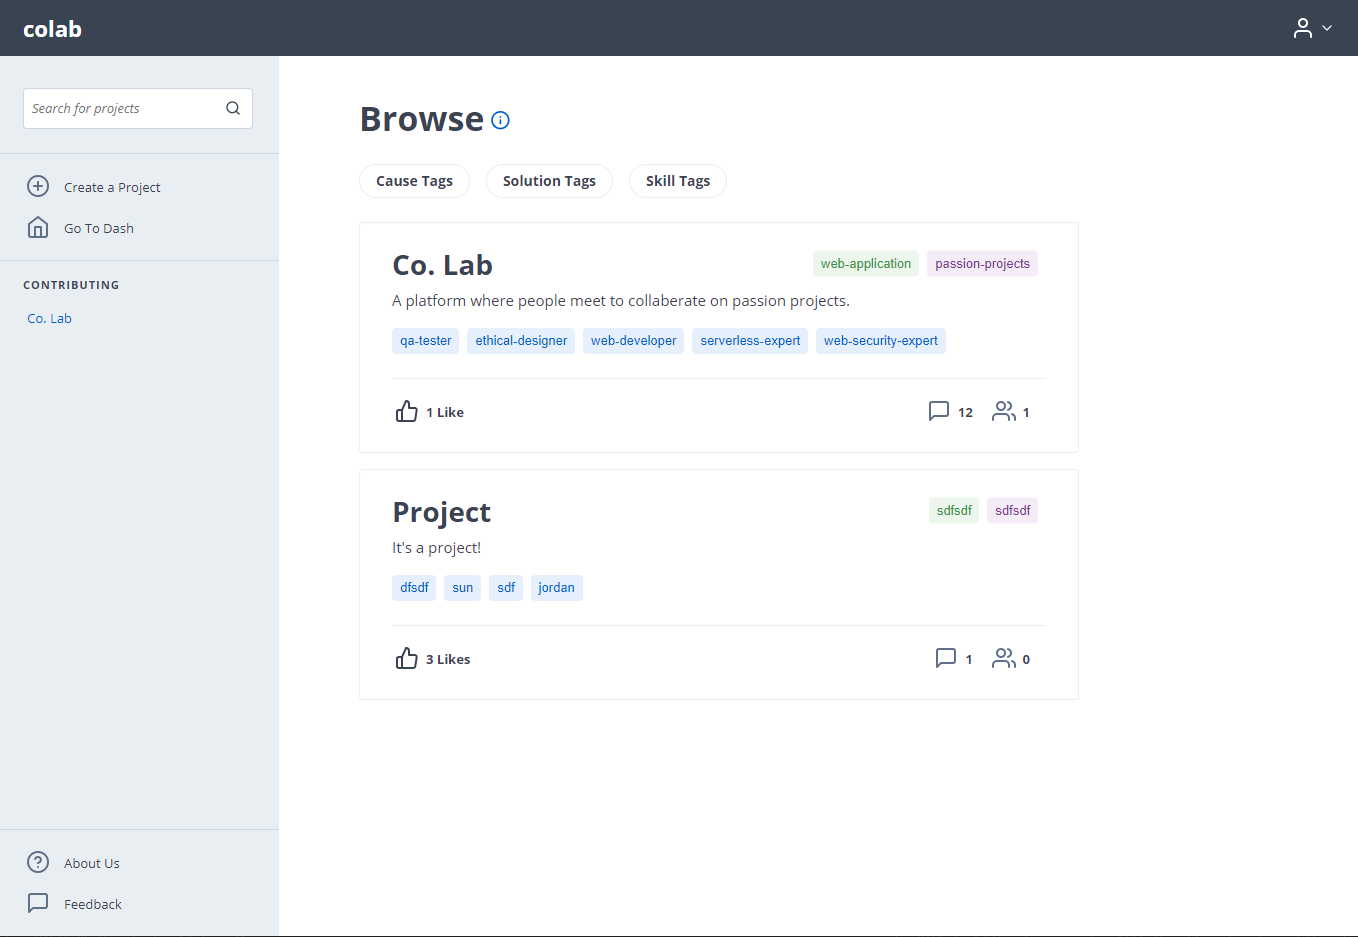 colab
Search for projects
Create a Project
Go To Dash
CONTRIBUTING
Co. Lab
About Us
Feedback
Browse
Cause Tags Solution Tags Skill Tags
Co. Lab web-application passion-projects
A platform where people meet to collaberate on passion projects.
qa-tester ethical-designer web-developer serverless-expert web-security-expert
1 Like 12 1
Project sdfsdf sdfsdf
It's a project!
dfsdf sun sdf jordan
3 Likes 1 0